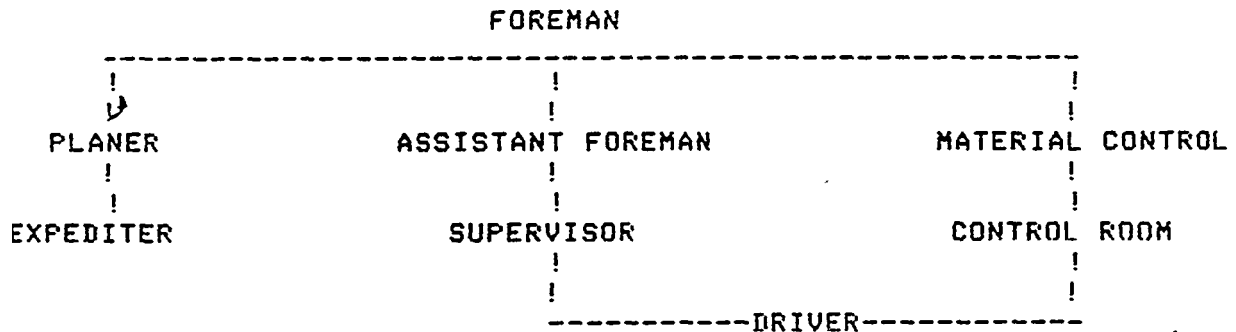 FOREMAN
PLANER ASSISTANT FOREMAN MATERIAL CONTROL
EXPEDITER SUPERVISOR CONTROL ROOM
DRIVER